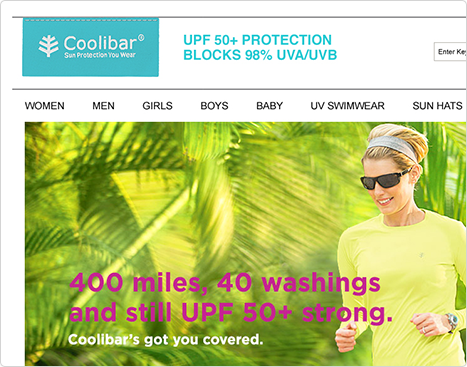 Coolibar®
Sun Protection You Wear
UPF 50+ PROTECTION
BLOCKS 98% UVA/UVB
Enter Key
WOMEN MEN GIRLS BOYS BABY UV SWIMWEAR SUN HATS
400 miles, 40 washings
and still UPF 50+ strong.
Coolibar's got you covered.